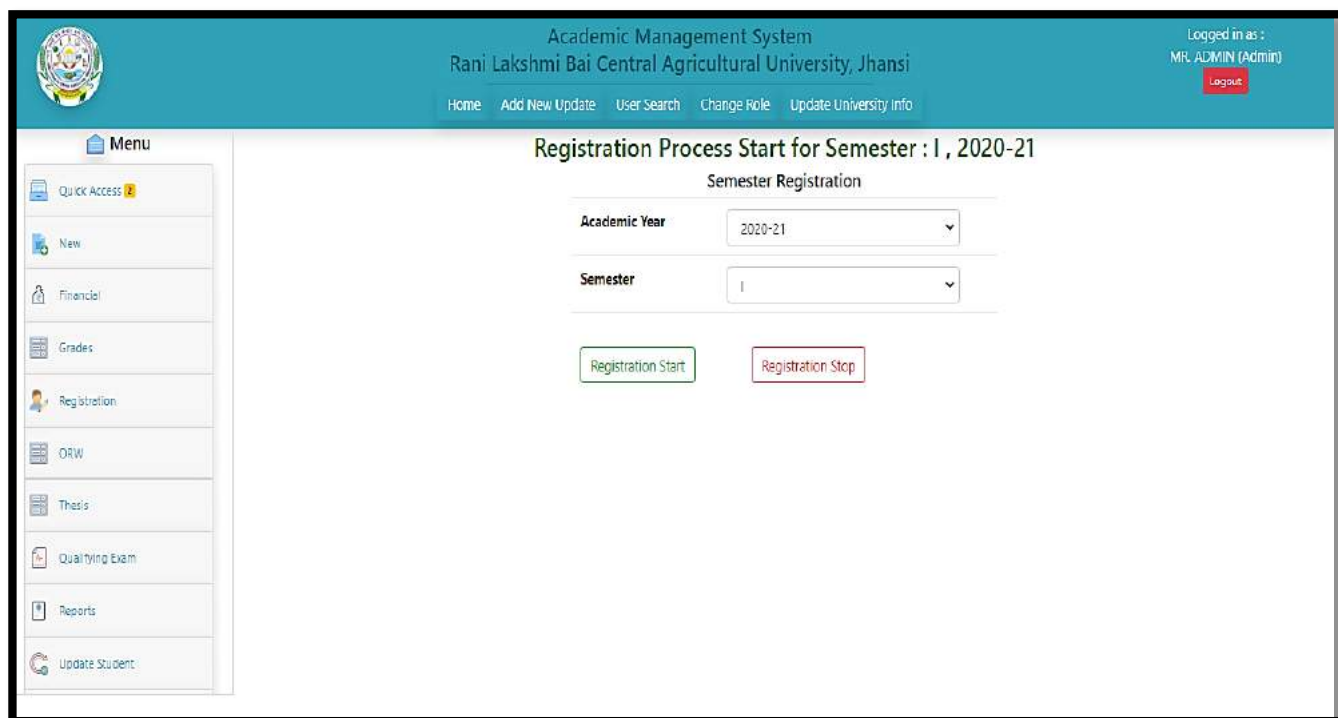 Academic Management System
Rani Lakshmi Bai Central Agricultural University, Jhansi
Logged in as :
MR. ADMIN (Admin)
Logout
Home Add New Update User Search Change Role Update University Info
Menu
Quick Access 2
New
Financial
Grades
Registration
ORW
Thesis
Qualifying Exam
Reports
Update Student
Registration Process Start for Semester : I , 2020-21
Semester Registration
Academic Year 2020-21
Semester I
Registration Start Registration Stop